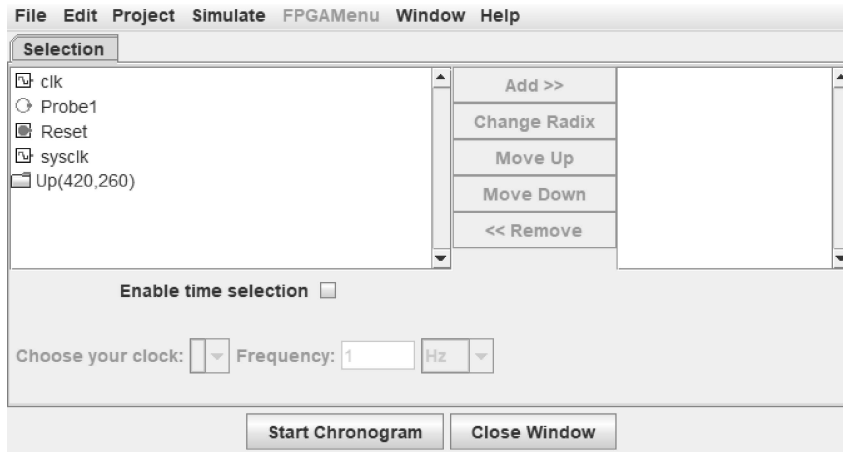 File Edit Project Simulate FPGAMenu Window Help
Selection
clk
Probe1
Reset
sysclk
Up(420,260)
Add >>
Change Radix
Move Up
Move Down
<< Remove
Enable time selection
Choose your clock: Frequency: 1 Hz
Start Chronogram Close Window